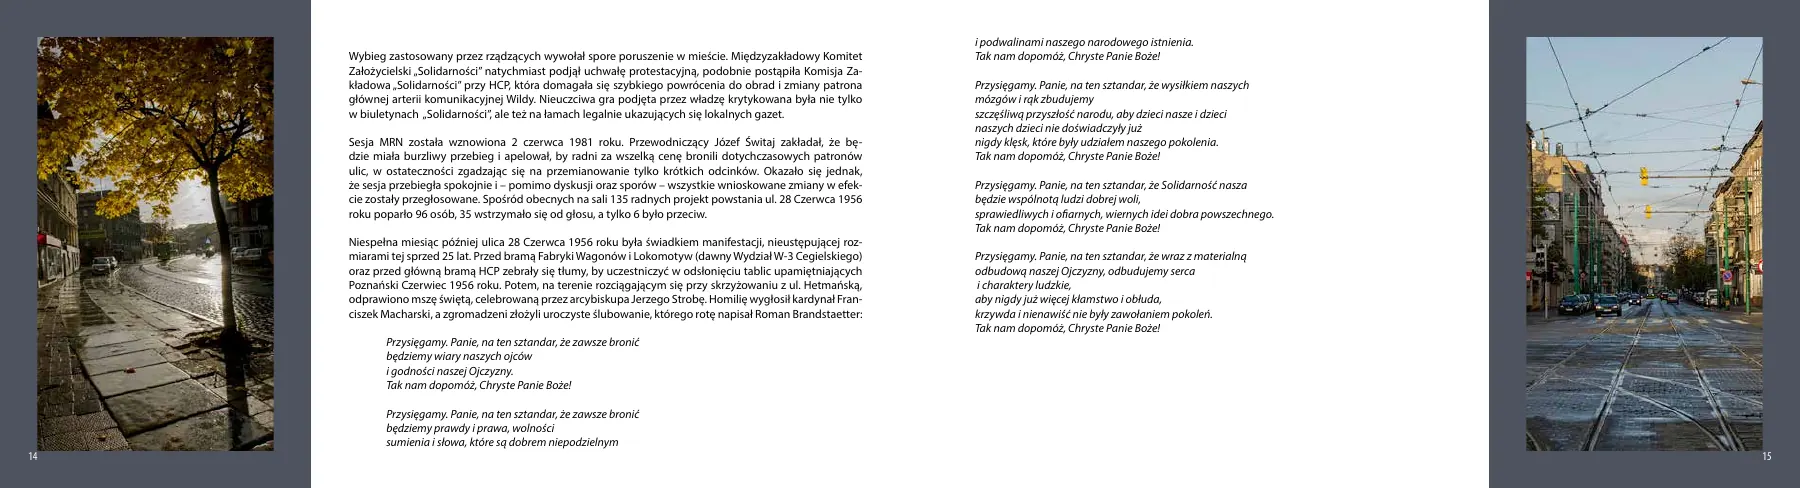 Wybieg zastosowany przez rządzących wywołał spore poruszenie w mieście. Międzyzakładowy Komitet
Założycielski „Solidarności” natychmiast podjął uchwałę protestacyjną, podobnie postąpiła Komisja Za-
kładowa „Solidarności” przy HCP, która domagała się szybkiego powrócenia do obrad i zmiany patrona
głównej arterii komunikacyjnej Wildy. Nieuczciwa gra podjęta przez władzę krytykowana była nie tylko
w biuletynach „Solidarności”, ale też na łamach legalnie ukazujących się lokalnych gazet.
Sesja MRN została wznowiona 2 czerwca 1981 roku. Przewodniczący Józef Świtaj zakładał, że bę-
dzie miała burzliwy przebieg i apelował, by radni za wszelką cenę bronili dotychczasowych patronów
ulic, w ostateczności zgadzając się na przemianowanie tylko krótkich odcinków. Okazało się jednak,
że sesja przebiegła spokojnie i – pomimo dyskusji oraz sporów – wszystkie wnioskowane zmiany w efek-
cie zostały przegłosowane. Spośród obecnych na sali 135 radnych projekt powstania ul. 28 Czerwca 1956
roku poparło 96 osób, 35 wstrzymało się od głosu, a tylko 6 było przeciw.
Niespełna miesiąc później ulica 28 Czerwca 1956 roku była świadkiem manifestacji, nieustępującej roz-
miarami tej sprzed 25 lat. Przed bramą Fabryki Wagonów i Lokomotyw (dawny Wydział W-3 Cegielskiego)
oraz przed główną bramą HCP zebrały się tłumy, by uczestniczyć w odsłonięciu tablic upamiętniających
Poznański Czerwiec 1956 roku. Potem, na terenie rozciągającym się przy skrzyżowaniu z ul. Hetmańską,
odprawiono mszę świętą, celebrowaną przez arcybiskupa Jerzego Strobę. Homilię wygłosił kardynał Fran-
ciszek Macharski, a zgromadzeni złożyli uroczyste ślubowanie, którego rotę napisał Roman Brandstaetter:
Przysięgamy. Panie, na ten sztandar, że zawsze bronić
będziemy wiary naszych ojców
i godności naszej Ojczyzny.
Tak nam dopomóż, Chryste Panie Boże!
Przysięgamy. Panie, na ten sztandar, że zawsze bronić
będziemy prawdy i prawa, wolności
sumienia i słowa, które są dobrem niepodzielnym
14
i podwalinami naszego narodowego istnienia.
Tak nam dopomóż, Chryste Panie Boże!
Przysięgamy. Panie, na ten sztandar, że wysiłkiem naszych
mózgów i rąk zbudujemy
szczęśliwą przyszłość narodu, aby dzieci nasze i dzieci
naszych dzieci nie doświadczyły już
nigdy klęsk, które były udziałem naszego pokolenia.
Tak nam dopomóż, Chryste Panie Boże!
Przysięgamy. Panie, na ten sztandar, że Solidarność nasza
będzie wspólnotą ludzi dobrej woli,
sprawiedliwych i ofiarnych, wiernych idei dobra powszechnego.
Tak nam dopomóż, Chryste Panie Boże!
Przysięgamy. Panie, na ten sztandar, że wraz z materialną
odbudową naszej Ojczyzny, odbudujemy serca
i charaktery ludzkie,
aby nigdy już więcej kłamstwo i obłuda,
krzywda i nienawiść nie były zawołaniem pokoleń.
Tak nam dopomóż, Chryste Panie Boże!
15